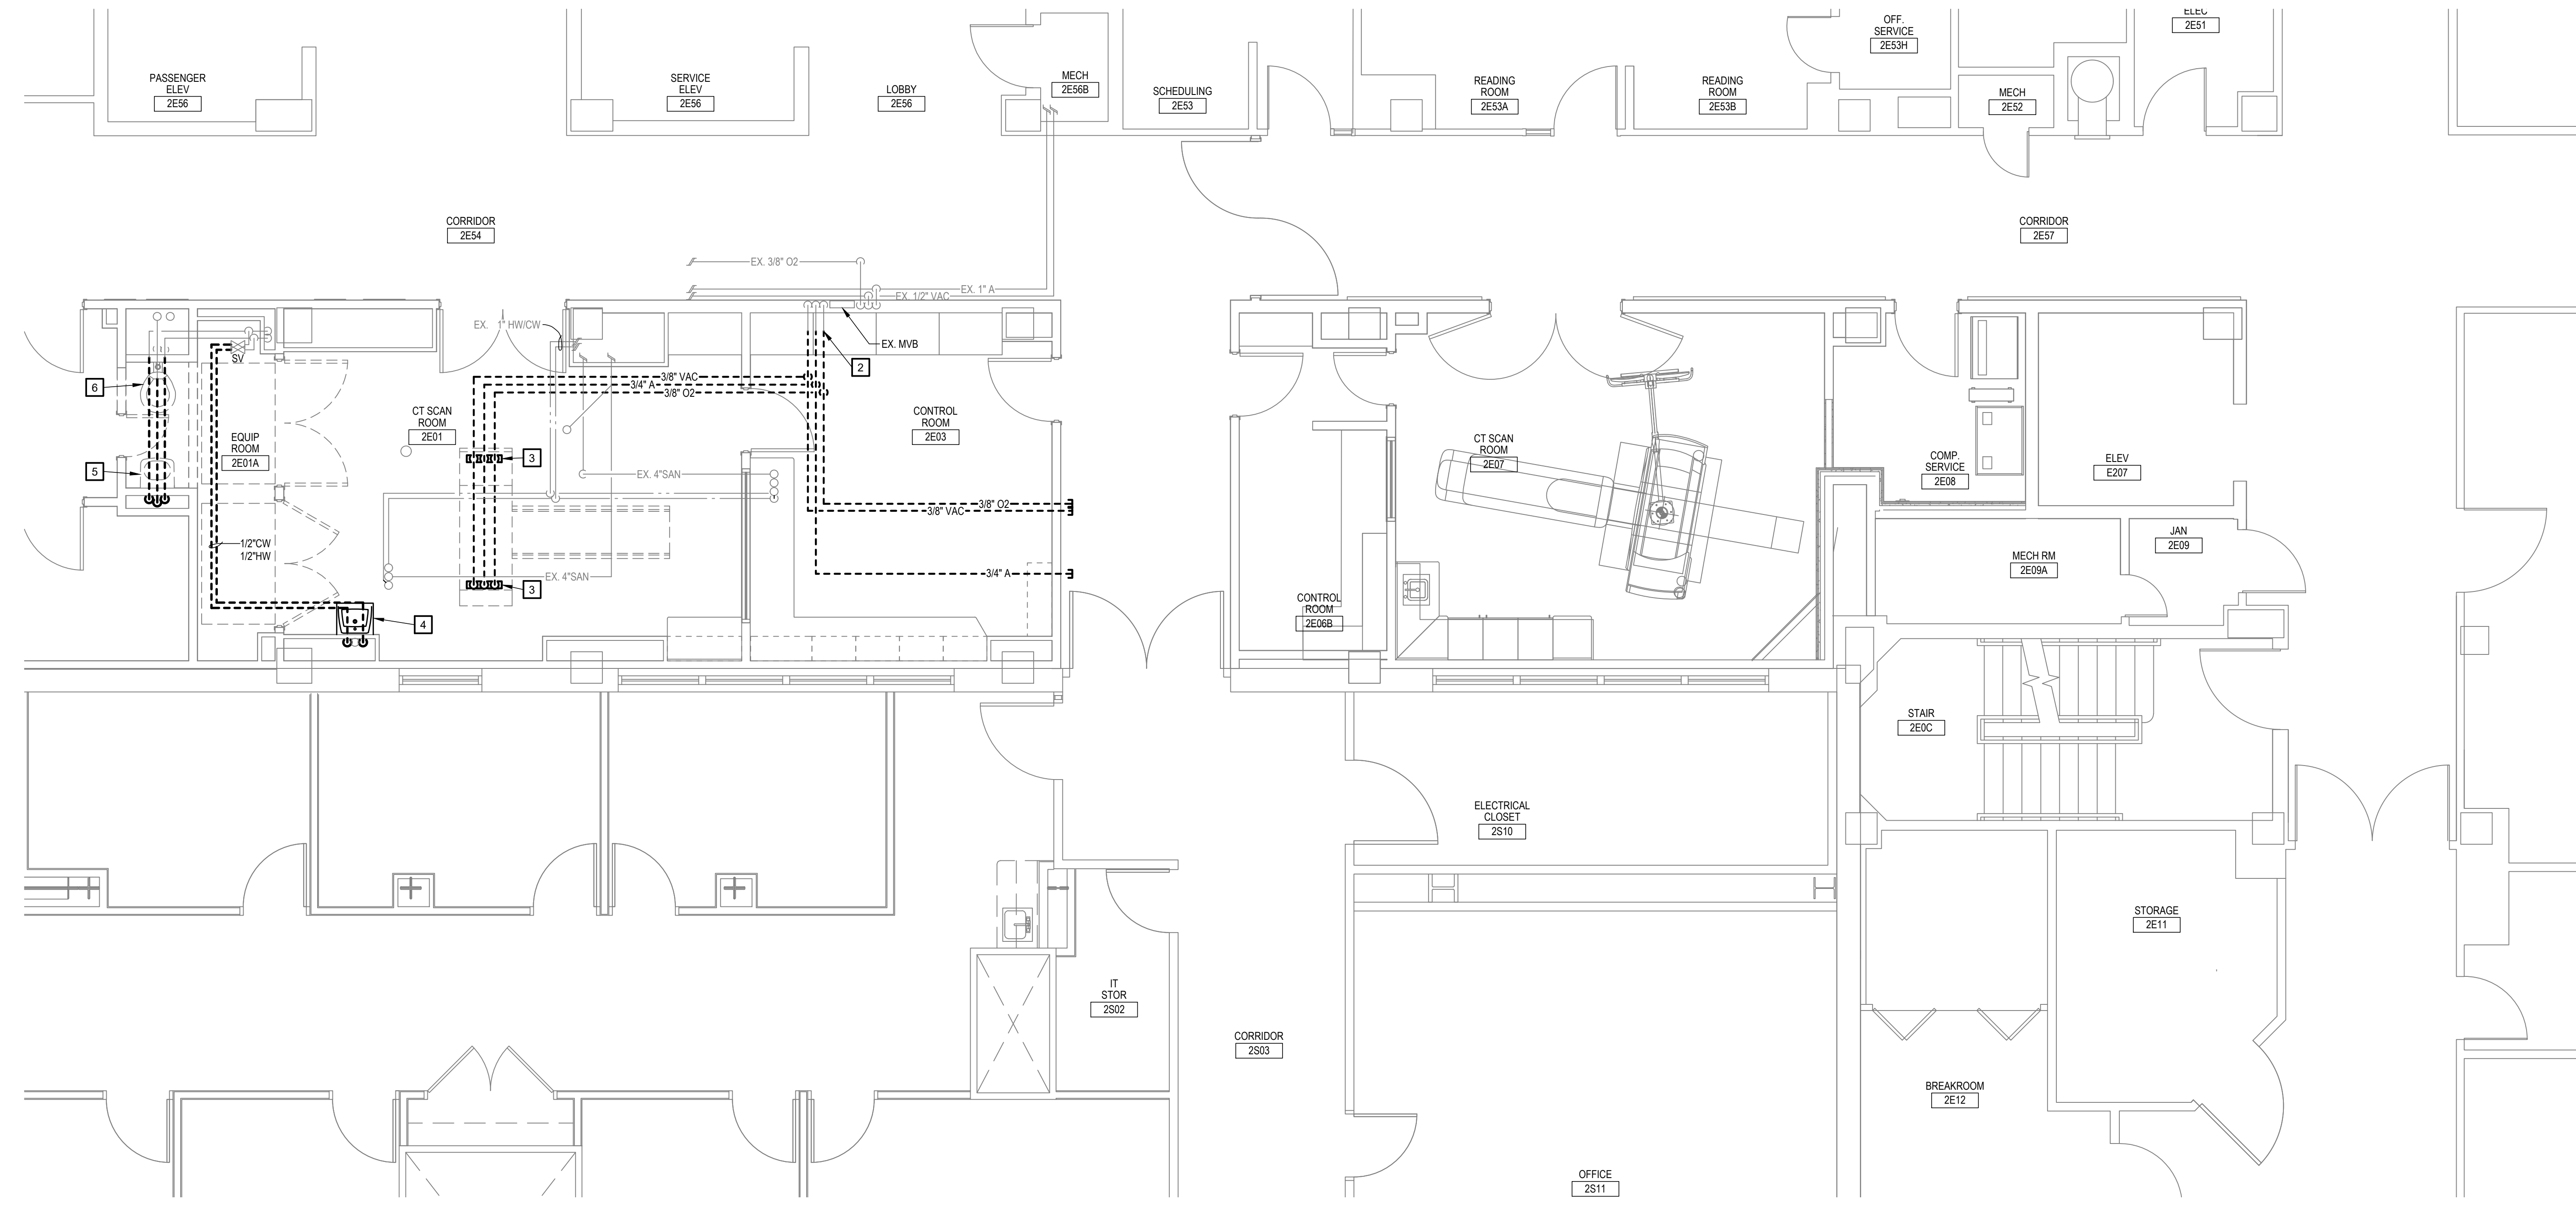 ELEC
2E51
OFF.
SERVICE
2E53H
PASSENGER
ELEV
2E56
SERVICE
ELEV
2E56
LOBBY
2E56
MECH
2E56B
SCHEDULING
2E53
READING
ROOM
2E53A
READING
ROOM
2E53B
MECH
2E52
CORRIDOR
2E54
CORRIDOR
2E57
EX. 3/8" O2
EX. 1" A
EX. 1/2" VAC
EX. 1" HW/CW
EX. MVB
SV
2
6
3/8" VAC
3/4" A
3/8" O2
CT SCAN
ROOM
2E01
CONTROL
ROOM
2E03
EQUIP
ROOM
2E01A
5
3
EX. 4"SAN
CT SCAN
ROOM
2E07
COMP.
SERVICE
2E08
ELEV
E207
3/8" O2
3/8" VAC
1/2"CW
1/2"HW
JAN
2E09
MECH RM
2E09A
EX. 4"SAN
3/4" A
3
4
CONTROL
ROOM
2E06B
STAIR
2E0C
ELECTRICAL
CLOSET
2S10
STORAGE
2E11
IT
STOR
2S02
CORRIDOR
2S03
BREAKROOM
2E12
OFFICE
2S11